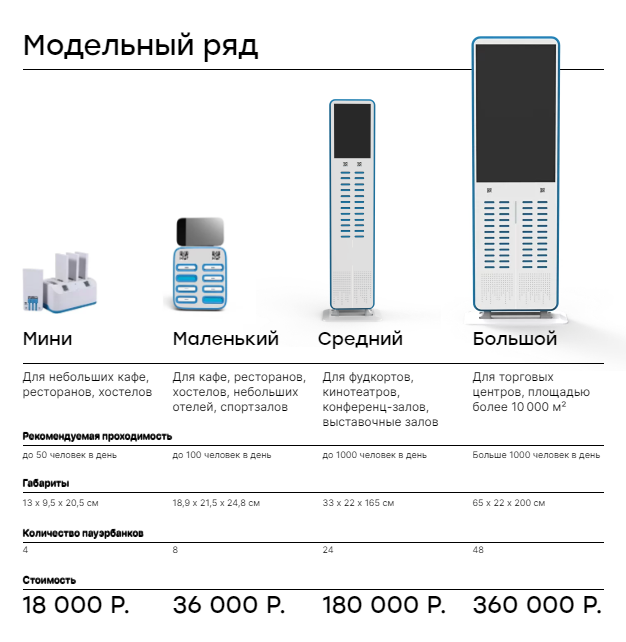 Модельный ряд
Мини
Маленький
Средний
Большой
Для небольших кафе,
ресторанов, хостелов
Для кафе, ресторанов,
хостелов, небольших
отелей, спортзалов
Для фудкортов,
кинотеатров,
конференц-залов,
выставочные залов
Для торговых
центров, площадью
более 10 000 м²
Рекомендуемая проходимость
до 50 человек в день
до 100 человек в день
до 1000 человек в день
Больше 1000 человек в день
Габариты
13 x 9,5 x 20,5 см
18,9 x 21,5 x 24,8 см
33 x 22 x 165 см
65 x 22 x 200 см
Количество пауэрбанков
4
8
24
48
Стоимость
18 000 Р.
36 000 Р.
180 000 Р.
360 000 Р.